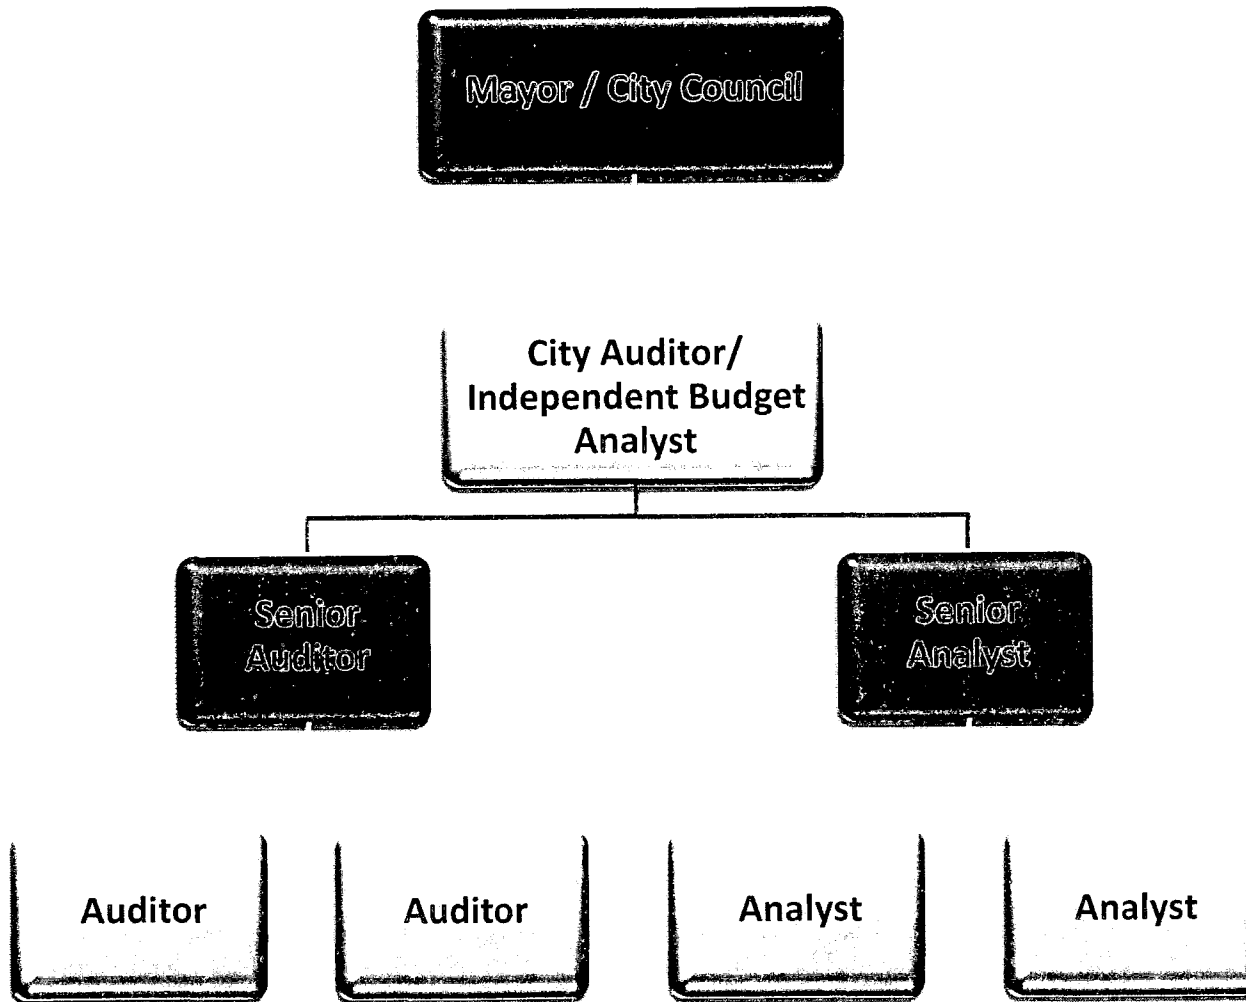 Mayor / City Council
City Auditor/
Independent Budget
Analyst
Senior
Auditor
Senior
Analyst
Auditor
Auditor
Analyst
Analyst